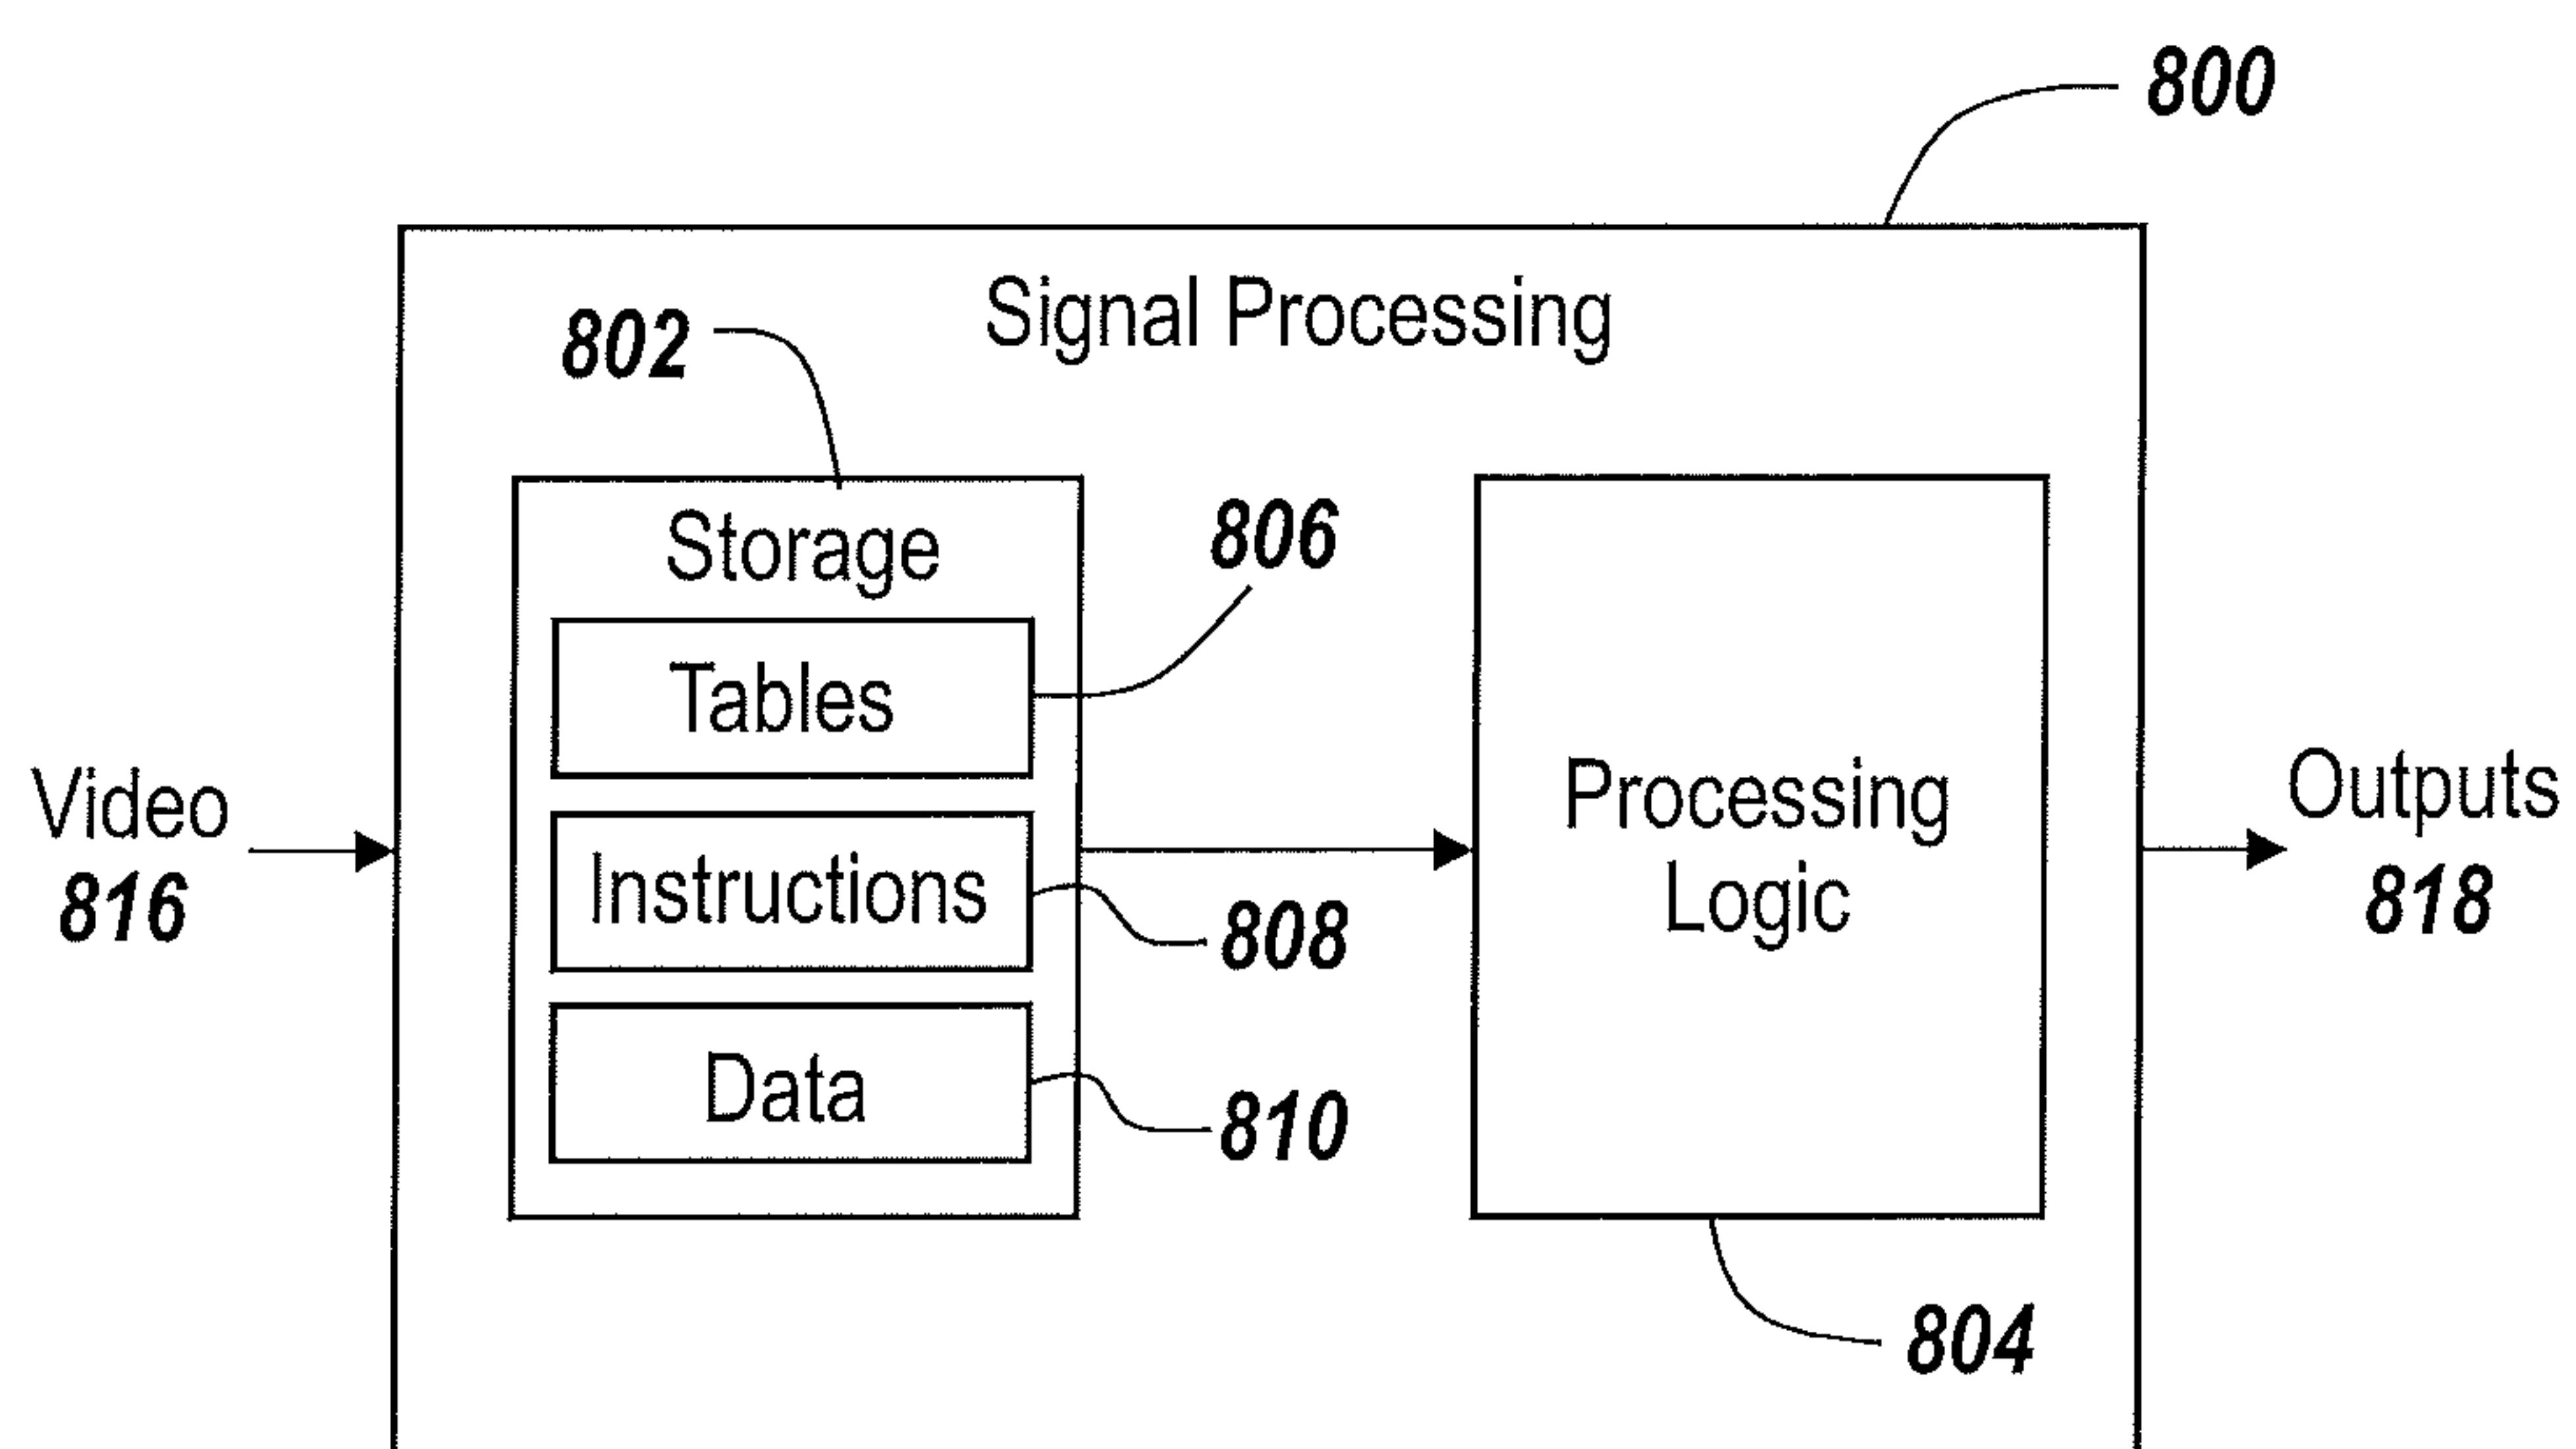 800
Signal Processing
802
Storage
806
Tables
Video
816
Instructions
808
Data
810
Processing
Logic
804
Outputs
818